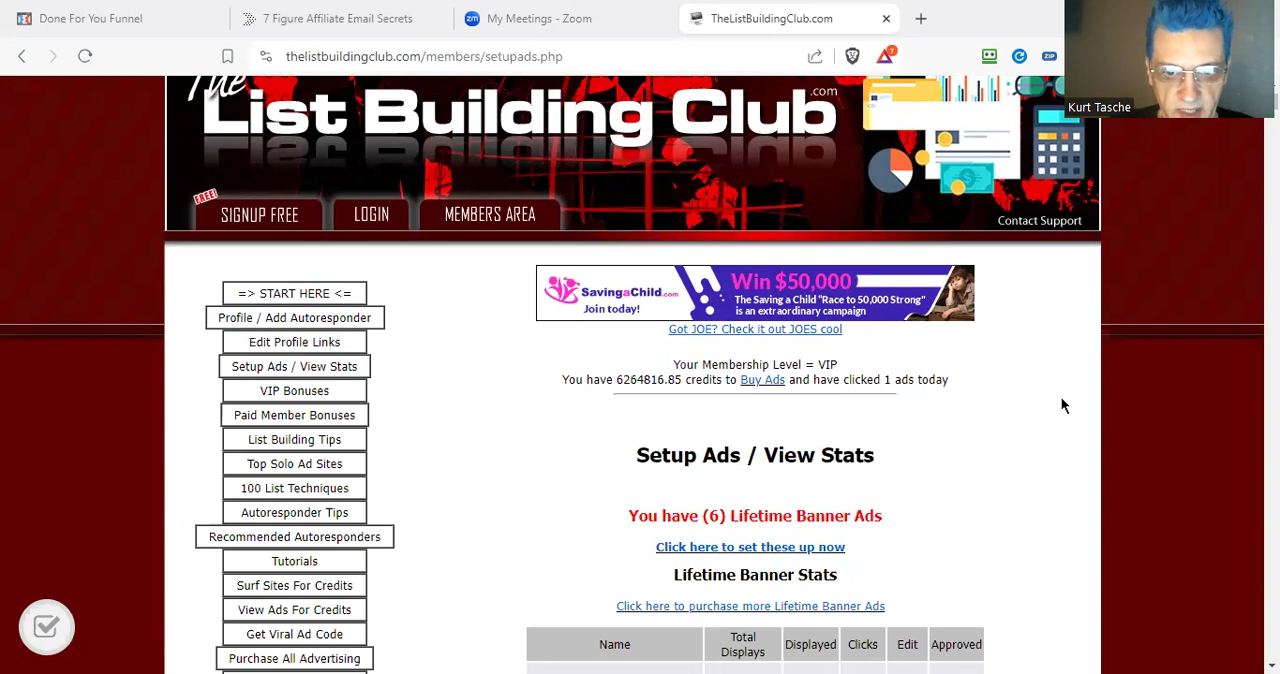 Done For You Funnel
7 Figure Affiliate Email Secrets
zm My Meetings - Zoom
TheListBuildingClub.com
thelistbuildingclub.com/members/setupads.php
7
ZIP
Kurt Tasche
The
List Building Club
.com
FREE!
SIGNUP FREE
LOGIN
MEMBERS AREA
Contact Support
=> START HERE <=
Profile / Add Autoresponder
Edit Profile Links
Setup Ads / View Stats
VIP Bonuses
Paid Member Bonuses
List Building Tips
Top Solo Ad Sites
100 List Techniques
Autoresponder Tips
Recommended Autoresponders
Tutorials
Surf Sites For Credits
View Ads For Credits
Get Viral Ad Code
Purchase All Advertising
SavingaChild.com
Join today!
Win $50,000
The Saving a Child “Race to 50,000 Strong”
is an extraordinary campaign
Got JOE? Check it out JOES cool
Your Membership Level = VIP
You have 6264816.85 credits to Buy Ads and have clicked 1 ads today
Setup Ads / View Stats
You have (6) Lifetime Banner Ads
Click here to set these up now
Lifetime Banner Stats
Click here to purchase more Lifetime Banner Ads
Name
Total
Displays
Displayed
Clicks
Edit
Approved